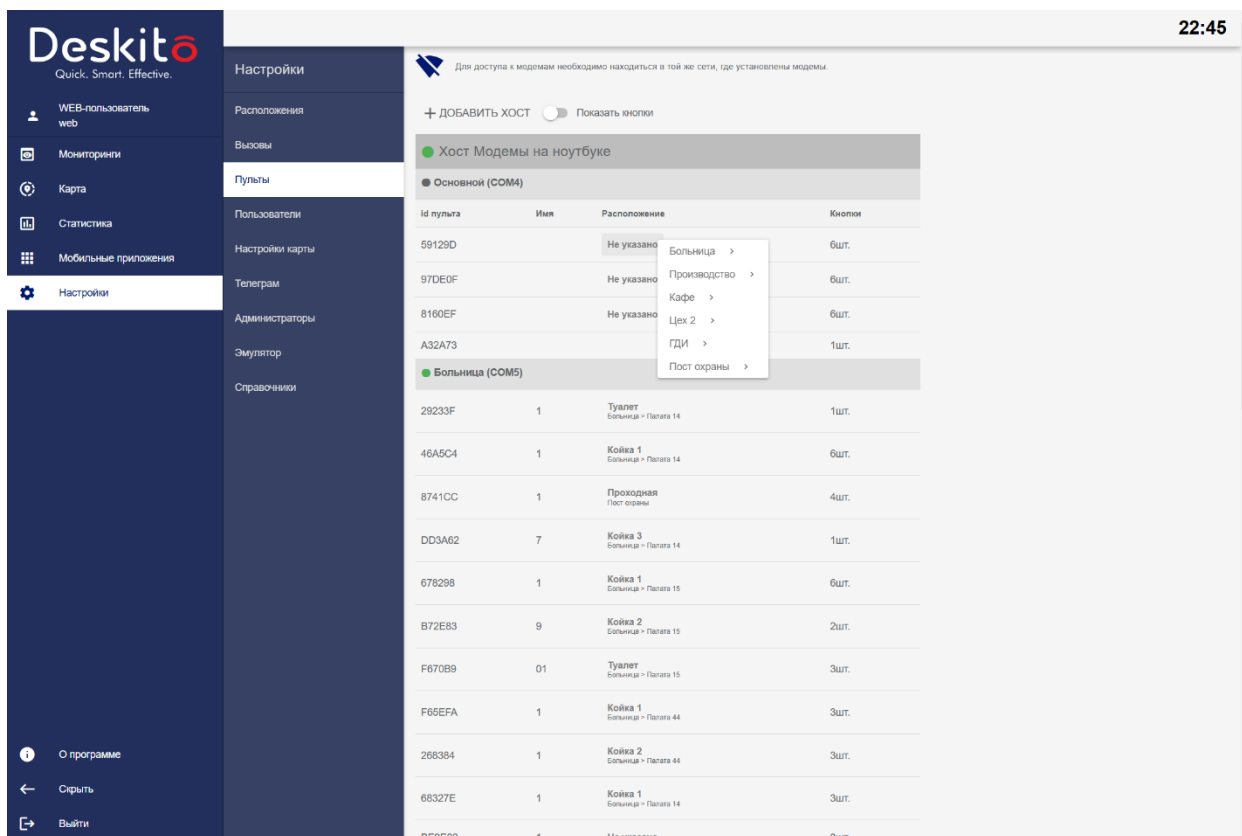 22:45
Deskito
Quick. Smart. Effective.
WEB-пользователь
web
Мониторинги
Карта
Статистика
Мобильные приложения
Настройки
О программе
Скрыть
Выйти
Настройки
Расположения
Вызовы
Пульты
Пользователи
Настройки карты
Телеграм
Администраторы
Эмулятор
Справочники
Для доступа к модемам необходимо находиться в той же сети, где установлены модемы.
+ ДОБАВИТЬ ХОСТ Показать кнопки
Хост Модемы на ноутбуке
Основной (COM4)
id пульта Имя Расположение Кнопки
59129D Не указано 6шт.
97DE0F Не указано 6шт.
8160EF Не указано 6шт.
A32A73 1шт.
Больница >
Производство >
Кафе >
Цех 2 >
ГДИ >
Пост охраны >
Больница (COM5)
29233F 1 Туалет 1шт.
Больница > Палата 14
46A5C4 1 Койка 1 6шт.
Больница > Палата 14
8741CC 1 Проходная 4шт.
Пост охраны
DD3A62 7 Койка 3 1шт.
Больница > Палата 14
678298 1 Койка 1 6шт.
Больница > Палата 15
B72E83 9 Койка 2 2шт.
Больница > Палата 15
F670B9 01 Туалет 3шт.
Больница > Палата 15
F65EFA 1 Койка 1 3шт.
Больница > Палата 44
268384 1 Койка 2 3шт.
Больница > Палата 44
68327E 1 Койка 1 3шт.
Больница > Палата 14